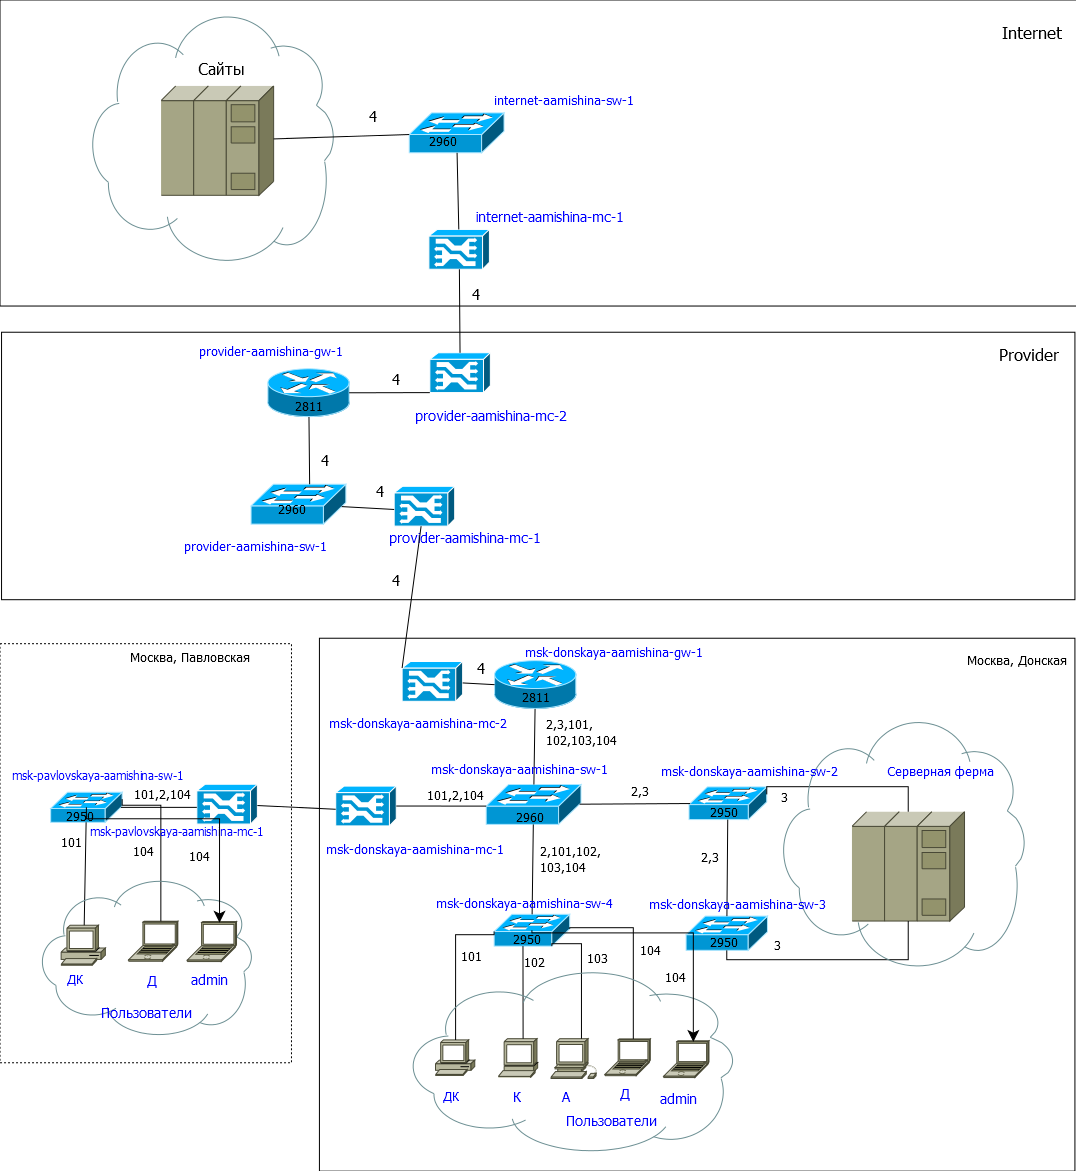 Internet
Сайты
internet-aamishina-sw-1
4
2960
internet-aamishina-mc-1
4
Provider
provider-aamishina-gw-1
4
2811
provider-aamishina-mc-2
4
4
2960
provider-aamishina-mc-1
provider-aamishina-sw-1
4
Москва, Павловская
Москва, Донская
msk-donskaya-aamishina-gw-1
4
2811
msk-donskaya-aamishina-mc-2
2,3,101,
102,103,104
msk-donskaya-aamishina-sw-1
msk-donskaya-aamishina-sw-2
Серверная ферма
msk-pavlovskaya-aamishina-sw-1
101,2,104
2950
msk-pavlovskaya-aamishina-mc-1
101
104
104
ДК
Д
admin
Пользователи
101,2,104
2960
2,3
2950
3
msk-donskaya-aamishina-mc-1
2,101,102,
103,104
2,3
msk-donskaya-aamishina-sw-4
msk-donskaya-aamishina-sw-3
2950
2950
3
101
102
103
104
104
ДК
К
А
Д
admin
Пользователи